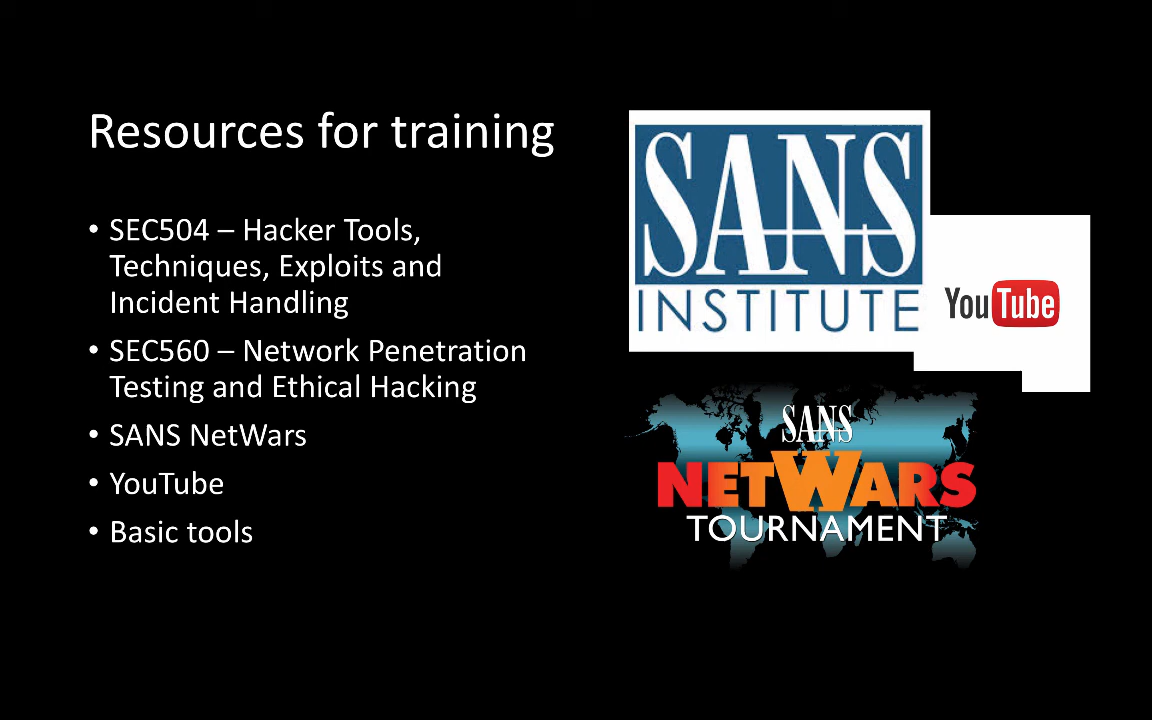 Resources for training
• SEC504 – Hacker Tools,
Techniques, Exploits and
Incident Handling
• SEC560 – Network Penetration
Testing and Ethical Hacking
• SANS NetWars
• YouTube
• Basic tools
SANS
INSTITUTE
YouTube
SANS
NETWARS
TOURNAMENT